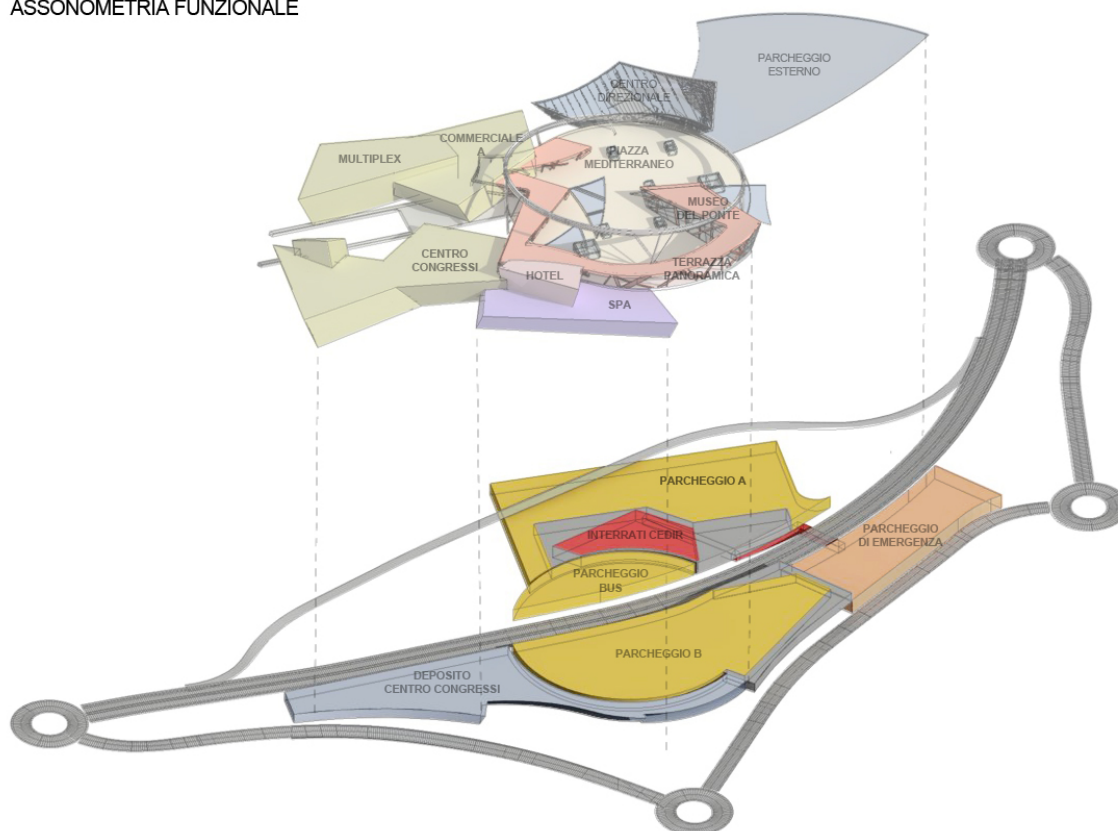 ASSONOMETRIA FUNZIONALE
PARCHEGGIO
ESTERNO
CENTRO
DIREZIONALE
COMMERCIALE
A
MULTIPLEX
PIAZZA
MEDITERRANEO
MUSEO
DEL PONTE
CENTRO
CONGRESSI
HOTEL
TERRAZZA
PANORAMICA
SPA
PARCHEGGIO A
INTERRATI CEDIR
PARCHEGGIO
DI EMERGENZA
PARCHEGGIO
BUS
PARCHEGGIO B
DEPOSITO
CENTRO CONGRESSI